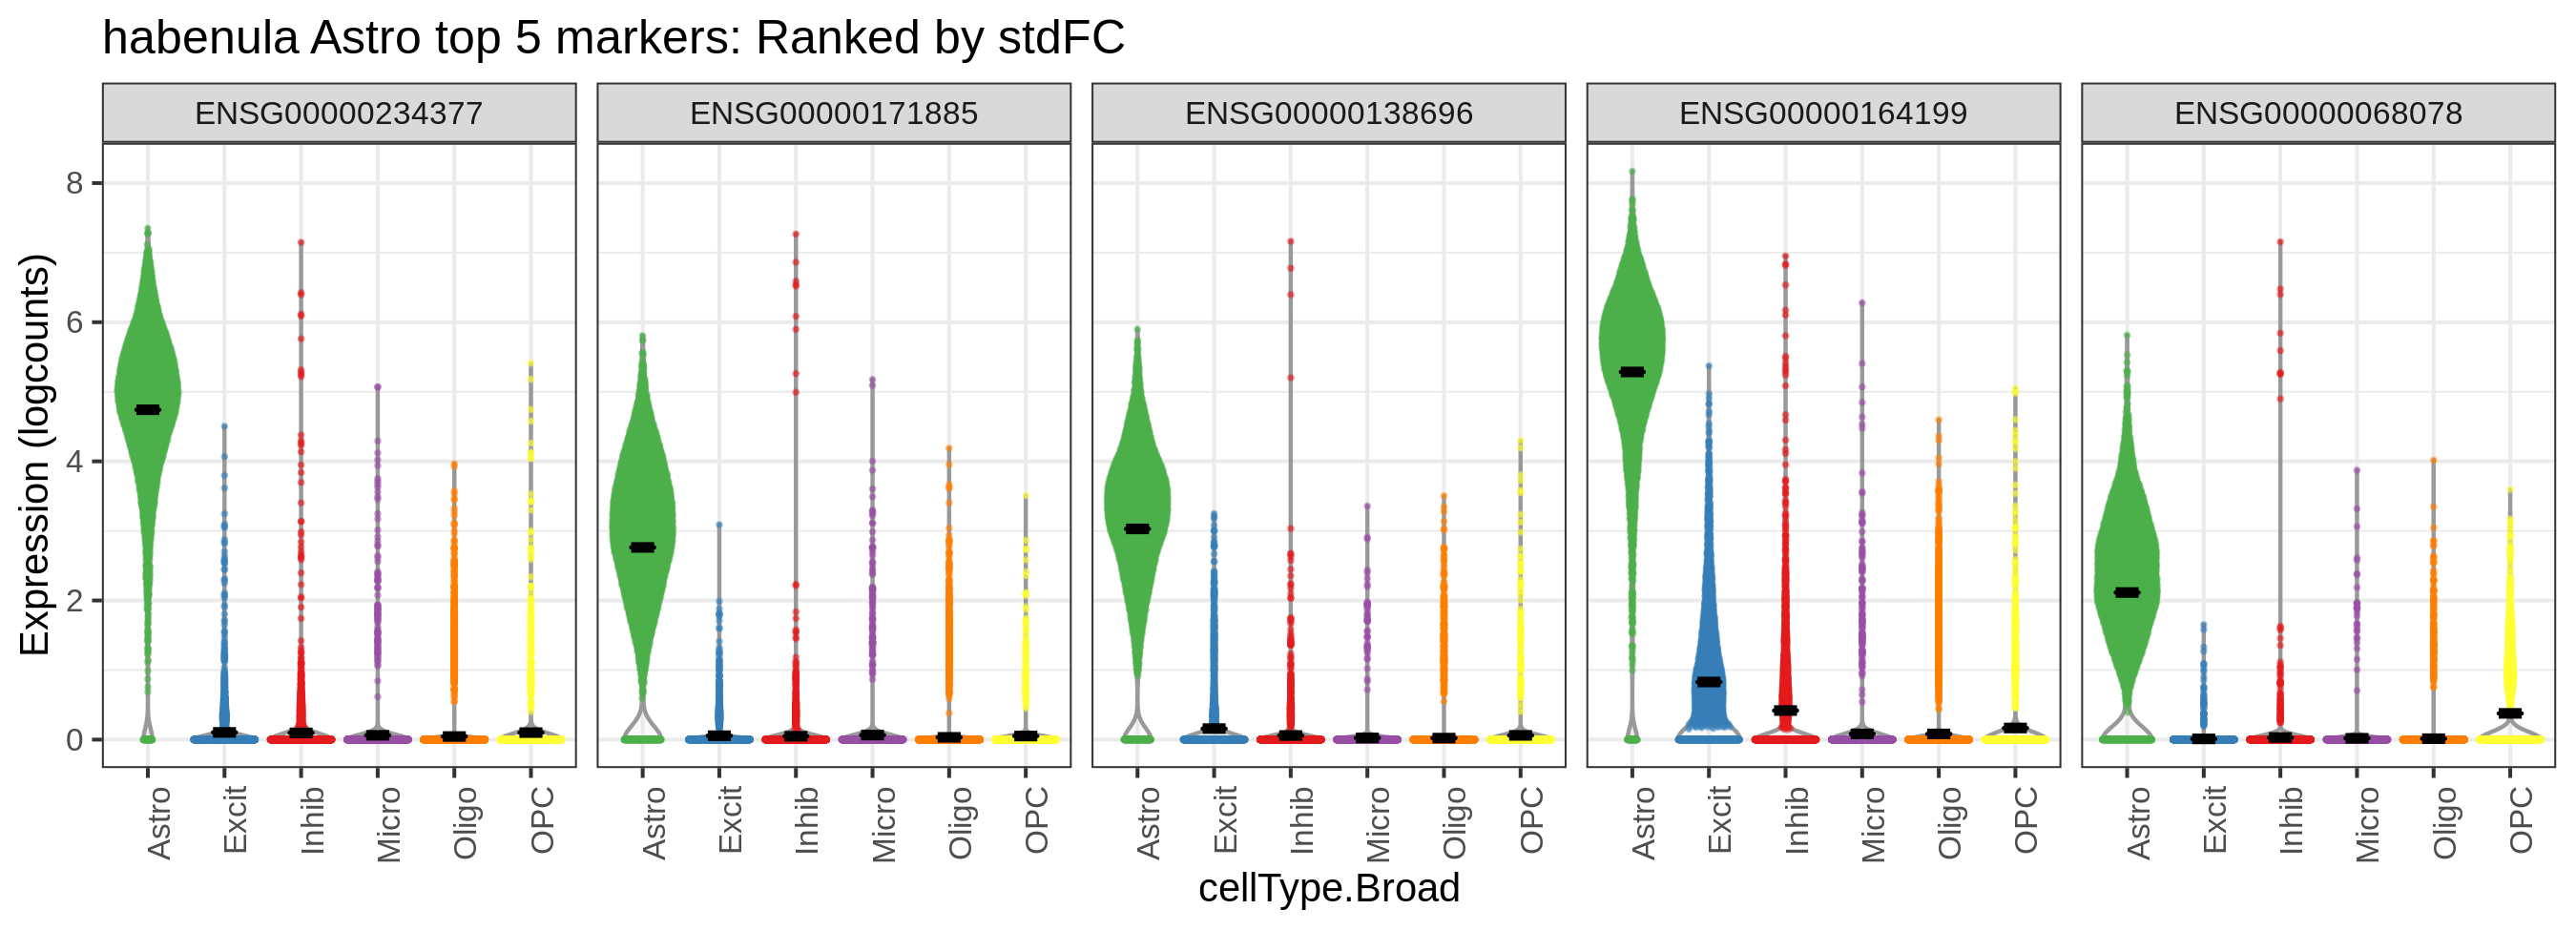 habenula Astro top 5 markers: Ranked by stdFC
ENSG00000234377 ENSG00000171885 ENSG00000138696 ENSG00000164199 ENSG00000068078
Expression (logcounts)
8
6
4
2
0
Astro Excit Inhib Micro Oligo OPC Astro Excit Inhib Micro Oligo OPC Astro Excit Inhib Micro Oligo OPC Astro Excit Inhib Micro Oligo OPC Astro Excit Inhib Micro Oligo OPC
cellType.Broad